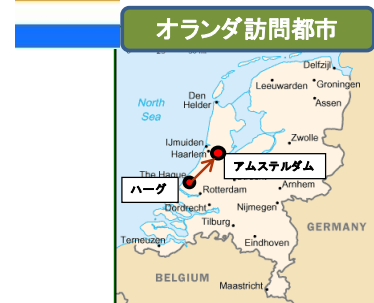 オランダ訪問都市
Delfzijl
Leeuwarden
Groningen
Assen
North
Sea
Den
Helder
IJmuiden
Haarlem
Zwolle
アムステルダム
The Hague
ハーグ
Rotterdam
Arnhem
Dordrecht
Nijmegen
Tilburg
GERMANY
Terneuzen
Eindhoven
BELGIUM
Maastricht